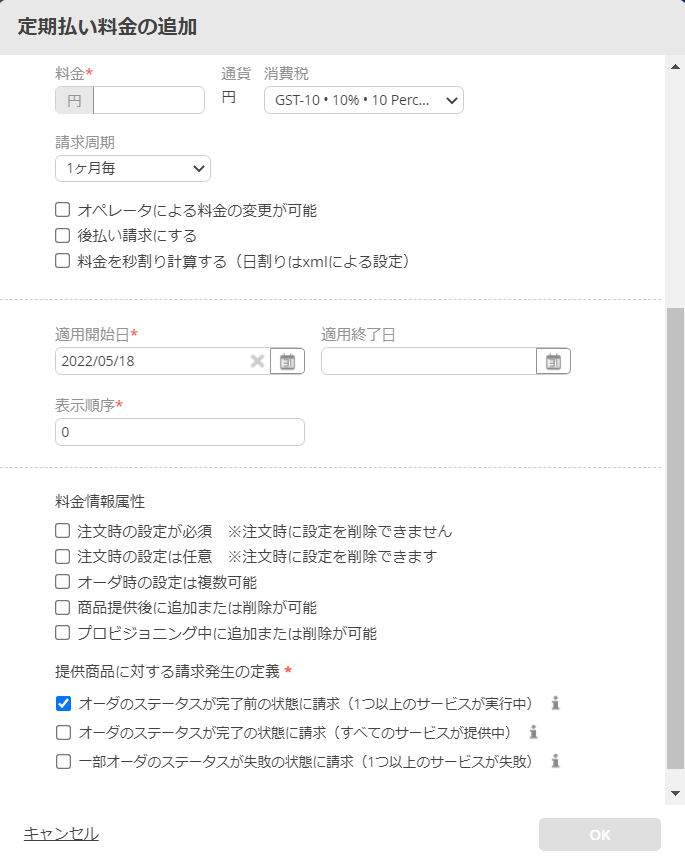 定期払い料金の追加
料金* 通貨 消費税
円 円 GST-10 • 10% • 10 Perc...
請求周期
1ヶ月毎
オペレータによる料金の変更が可能
後払い請求にする
料金を秒割り計算する（日割りはxmlによる設定）
適用開始日* 適用終了日
2022/05/18
表示順序*
0
料金情報属性
注文時の設定が必須　※注文時に設定を削除できません
注文時の設定は任意　※注文時に設定を削除できます
オーダ時の設定は複数可能
商品提供後に追加または削除が可能
プロビジョニング中に追加または削除が可能
提供商品に対する請求発生の定義 *
オーダのステータスが完了前の状態に請求（1つ以上のサービスが実行中）
オーダのステータスが完了の状態に請求（すべてのサービスが提供中）
一部オーダのステータスが失敗の状態に請求（1つ以上のサービスが失敗）
キャンセル OK